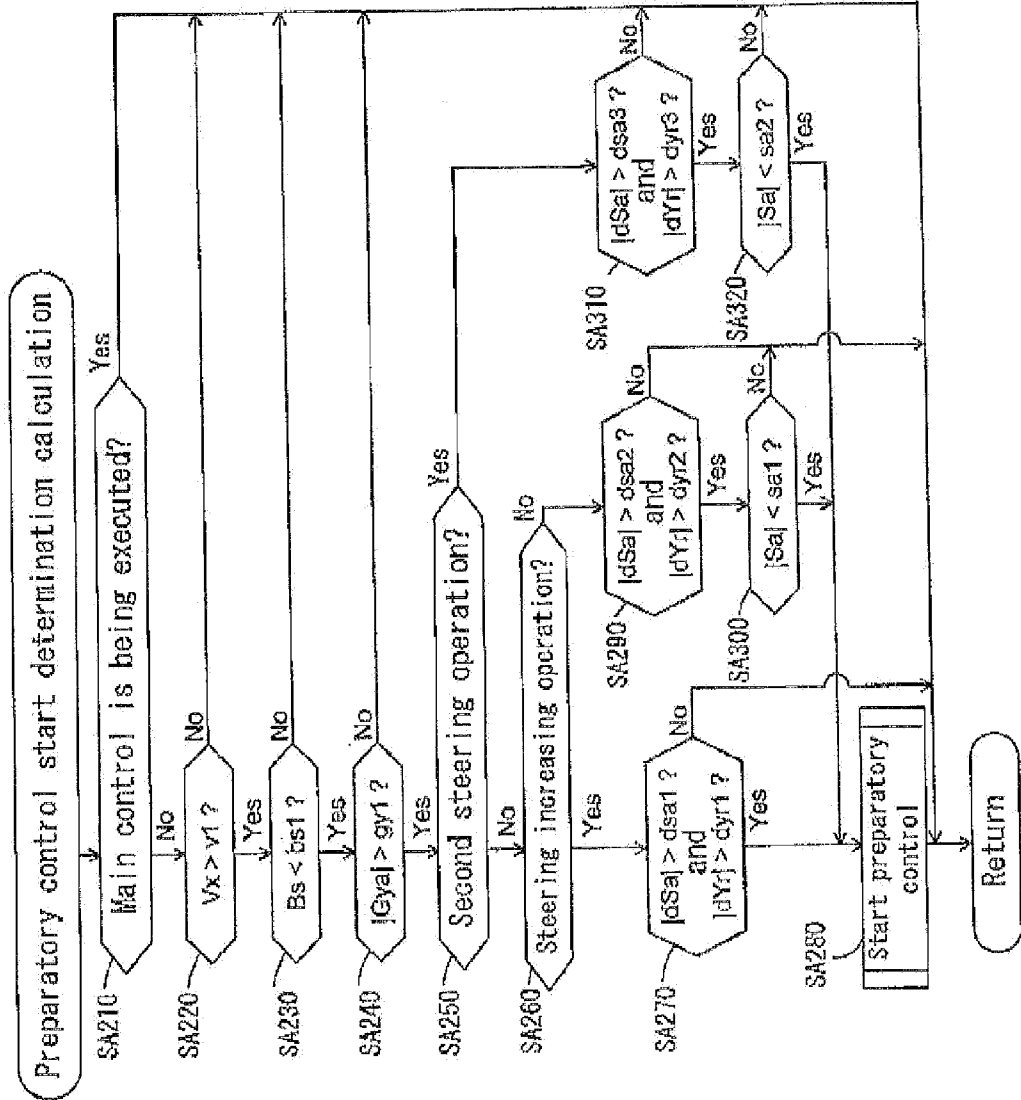 Preparatory control start determination calculation
SA210
Main control is being executed?
Yes
No
SA220
Vx > v1 ?
No
Yes
SA230
Bs < bs1 ?
No
Yes
SA240
|Gya| > gy1 ?
No
Yes
SA250
Second steering operation?
Yes
No
SA260
Steering increasing operation?
No
Yes
SA270
|dSa| > dsa1 ?
and
|dYr| > dyr1 ?
No
Yes
SA290
|dSa| > dsa2 ?
and
|dYr| > dyr2 ?
No
Yes
SA300
|Sa| < sa1 ?
No
Yes
SA310
|dSa| > dsa3 ?
and
|dYr| > dyr3 ?
No
Yes
SA320
|Sa| < sa2 ?
No
Yes
SA280
Start preparatory
control
Return